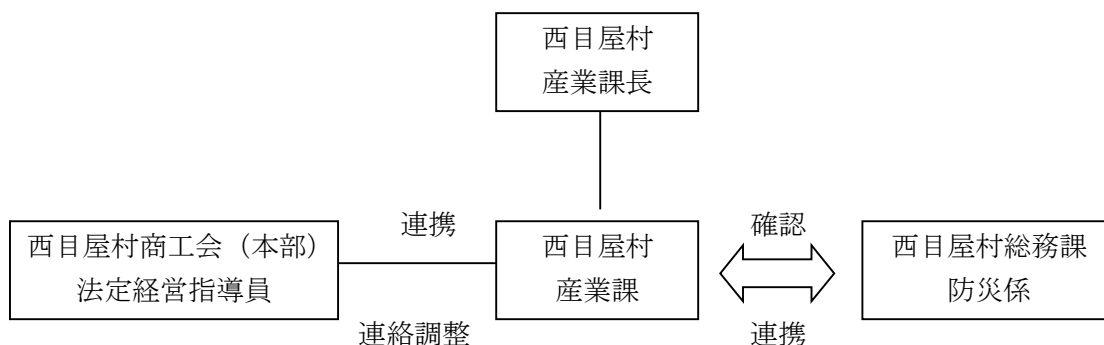 西目屋村
産業課長
連携
確認
西目屋村商工会（本部）
法定経営指導員
西目屋村
産業課
西目屋村総務課
防災係
連絡調整
連携